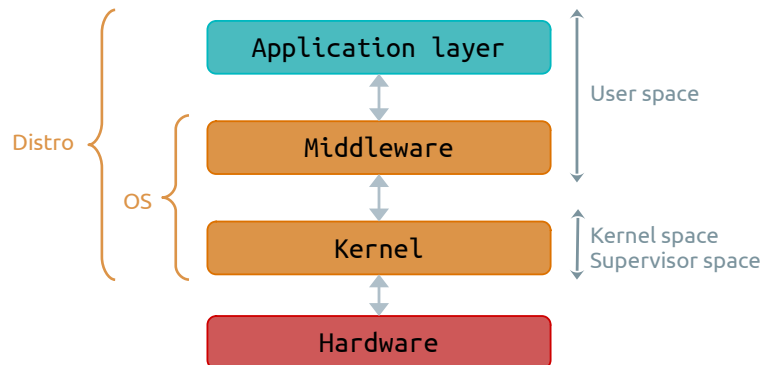 Application layer
User space
Distro
Middleware
OS
Kernel
Kernel space
Supervisor space
Hardware